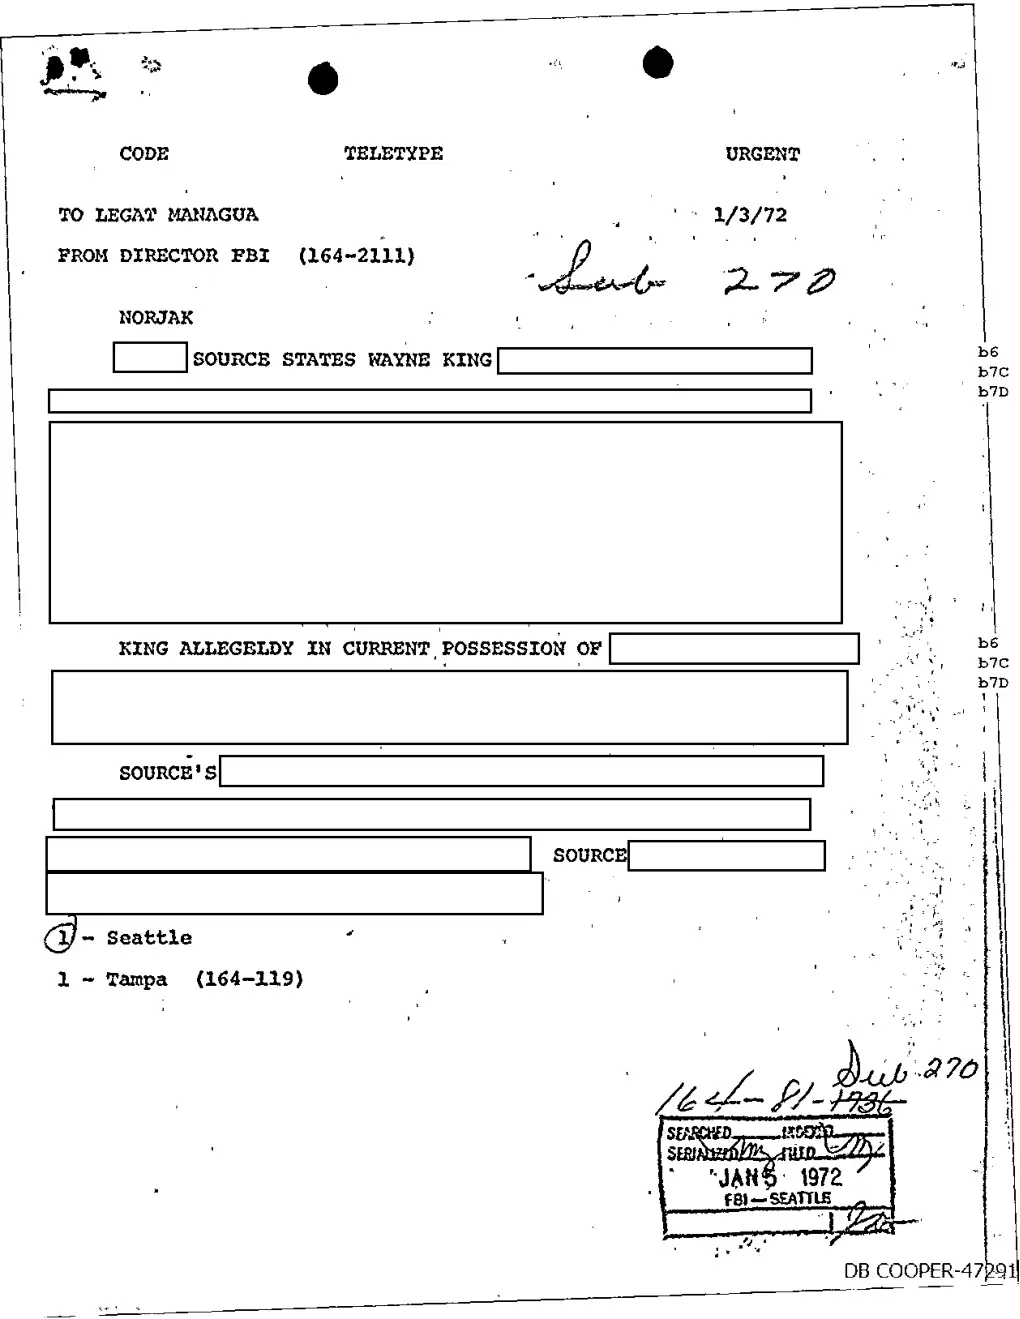 CODE TELETYPE URGENT
TO LEGAT MANAGUA 1/3/72
FROM DIRECTOR FBI (164-2111)
Sub 270
NORJAK
SOURCE STATES WAYNE KING
b6
b7C
b7D
KING ALLEGELDY IN CURRENT POSSESSION OF
b6
b7C
b7D
SOURCE'S
SOURCE
1 - Seattle
1 - Tampa (164-119)
Sub 270
164-81-1736
SEARCHED INDEXED
SERIALIZED FILED
JAN 5 1972
FBI - SEATTLE
DB COOPER-47291